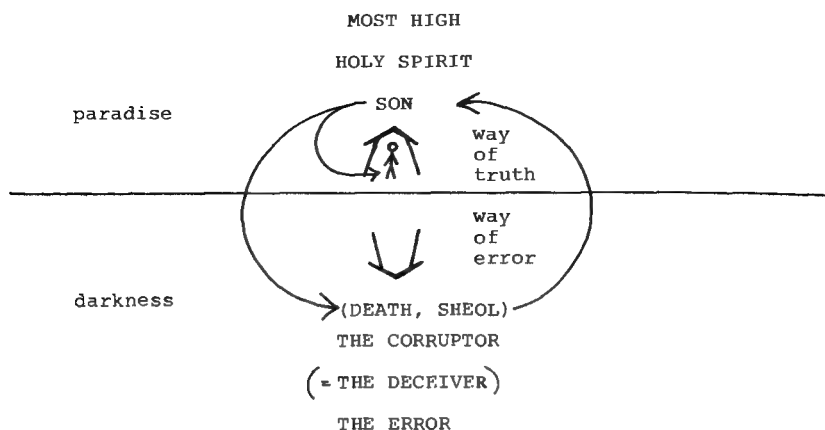 MOST HIGH
HOLY SPIRIT
SON
paradise
way
of
truth
way
of
error
darkness
(DEATH, SHEOL)
THE CORRUPTOR
(= THE DECEIVER)
THE ERROR